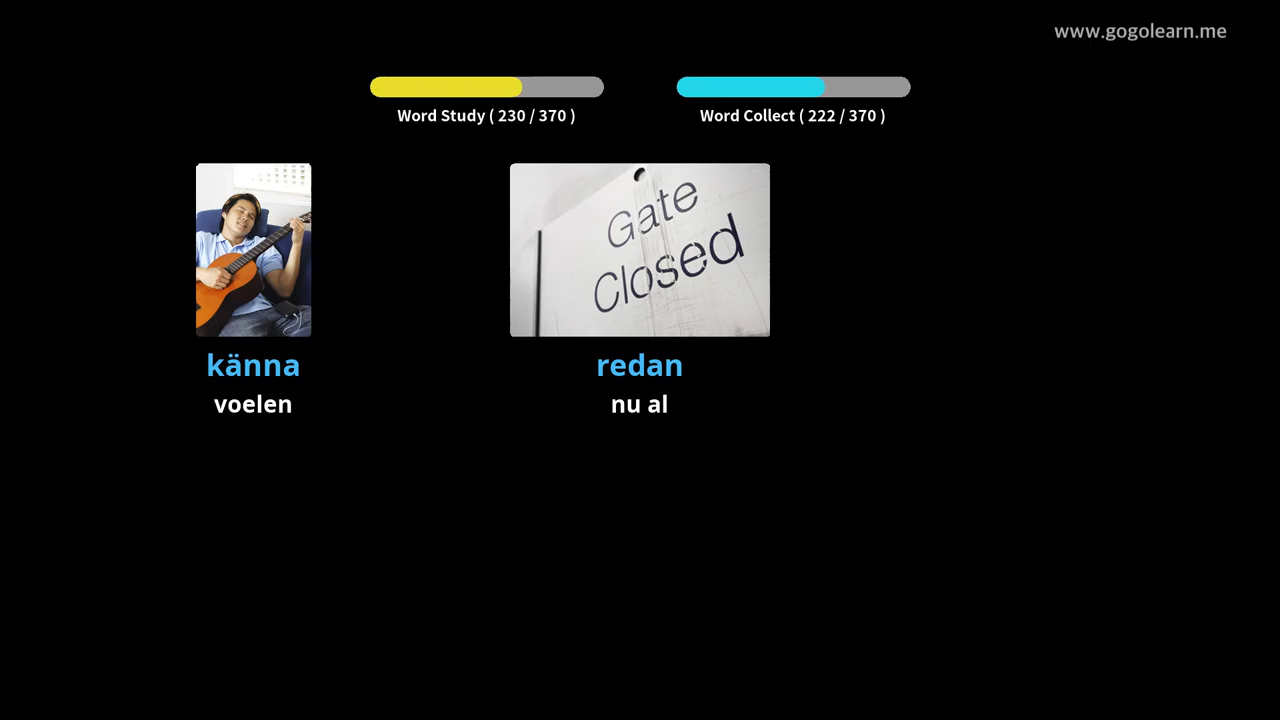 www.gogolearn.me
Word Study ( 230 / 370 )
Word Collect ( 222 / 370 )
Gate
Closed
känna
voelen
redan
nu al